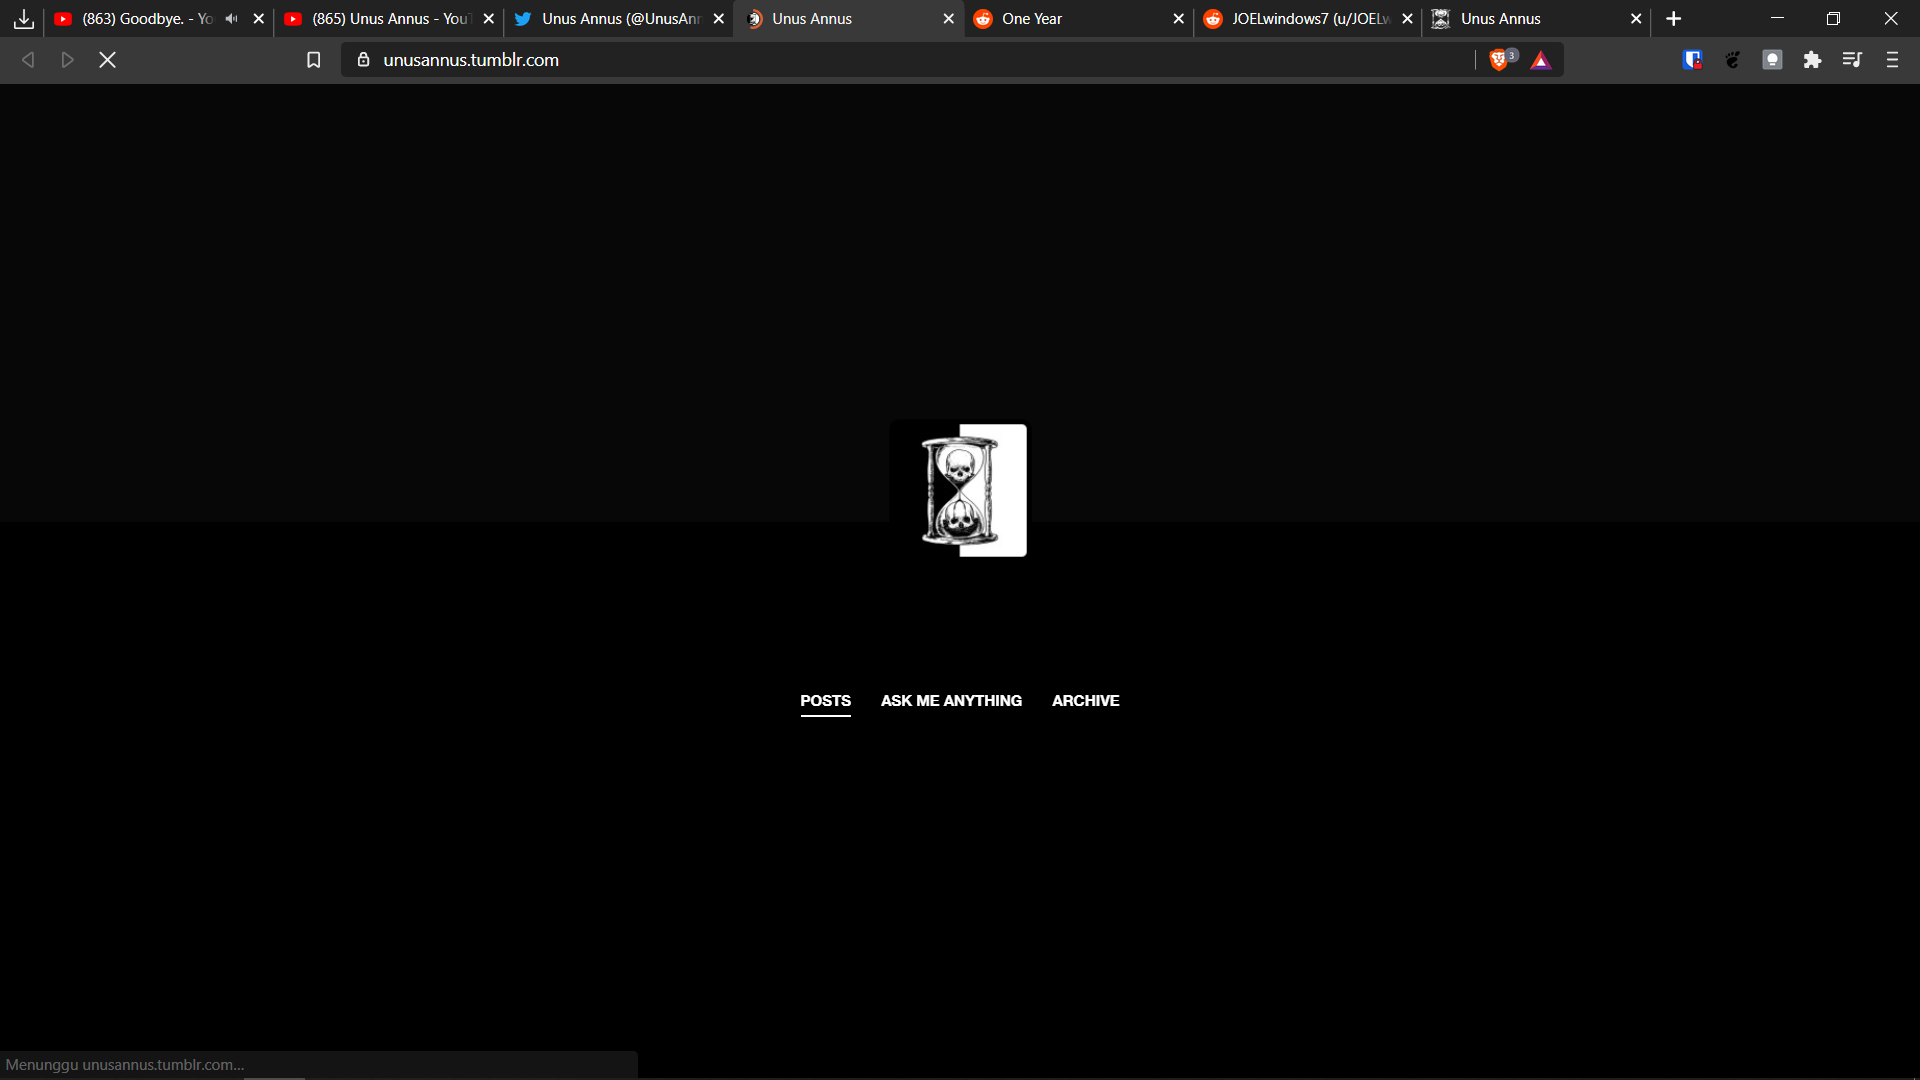 (863) Goodbye. - Yo
(865) Unus Annus - YouT
Unus Annus (@UnusAnn
Unus Annus
One Year
JOELwindows7 (u/JOELw
Unus Annus
unusannus.tumblr.com
3
POSTS
ASK ME ANYTHING
ARCHIVE
Menunggu unusannus.tumblr.com...